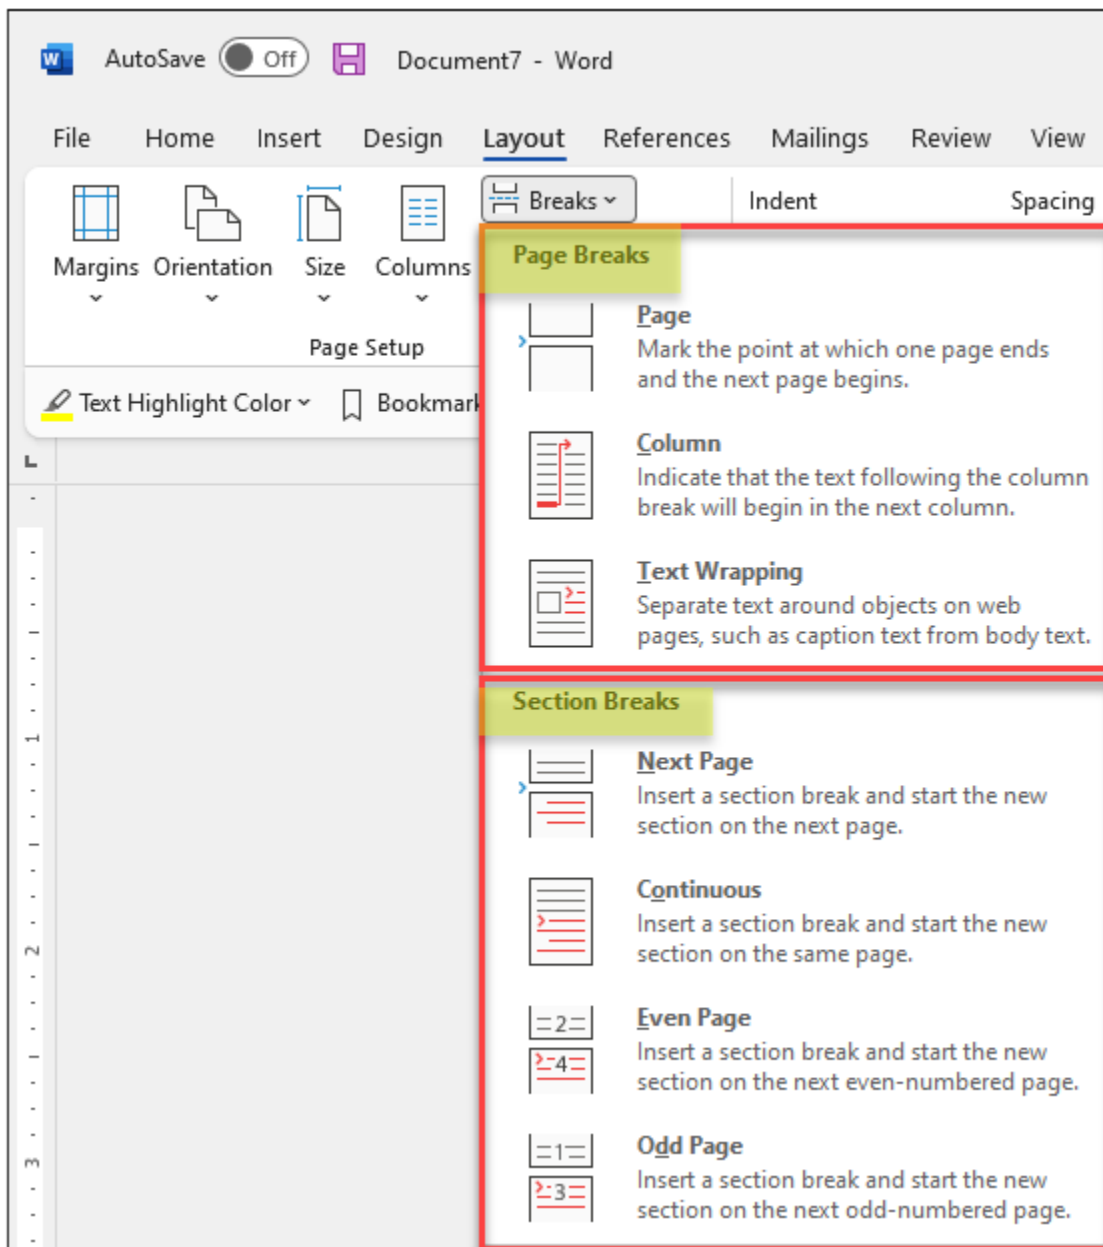 W AutoSave Off Document7 - Word
File Home Insert Design Layout References Mailings Review View
Breaks Indent Spacing
Margins Orientation Size Columns
Page Setup
Text Highlight Color Bookmark
Page Breaks
Page
Mark the point at which one page ends
and the next page begins.
Column
Indicate that the text following the column
break will begin in the next column.
Text Wrapping
Separate text around objects on web
pages, such as caption text from body text.
Section Breaks
Next Page
Insert a section break and start the new
section on the next page.
Continuous
Insert a section break and start the new
section on the same page.
2
4
Even Page
Insert a section break and start the new
section on the next even-numbered page.
1
3
Odd Page
Insert a section break and start the new
section on the next odd-numbered page.
1
2
3